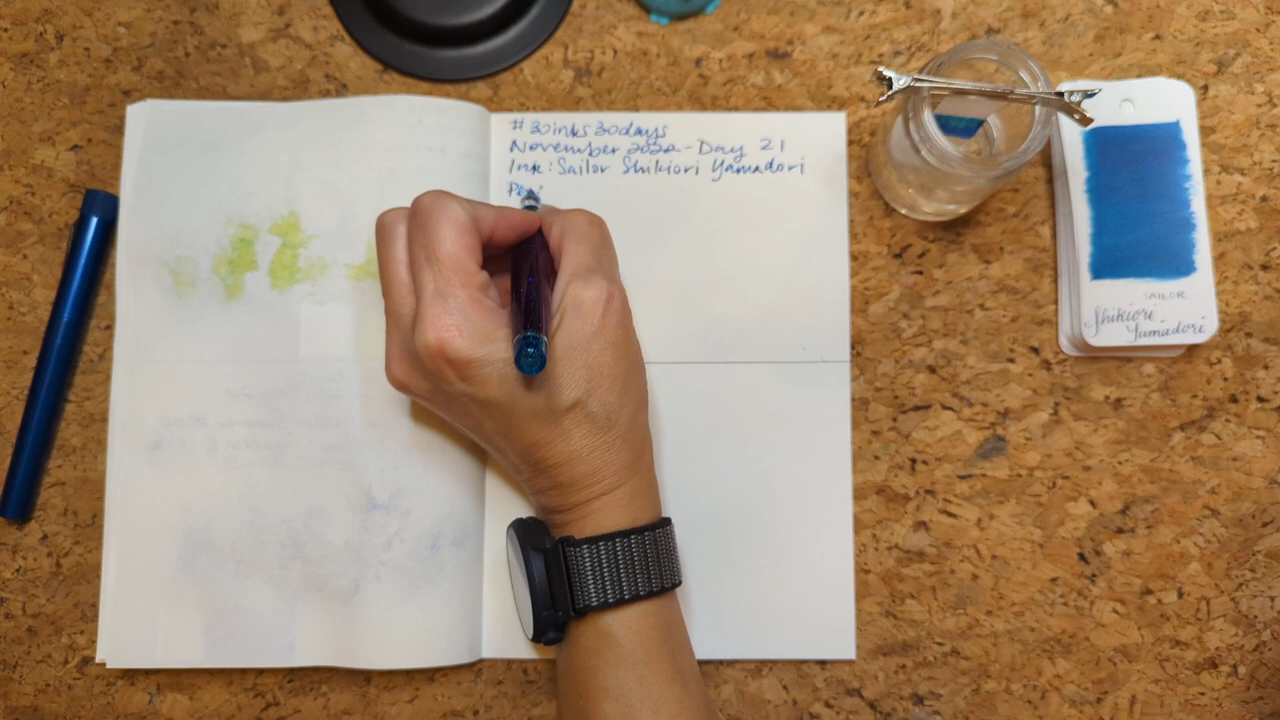 #30inks30days
November 2022 - Day 21
Ink: Sailor Shikiori Yamadori
Pen:
SAILOR
Shikiori
Yamadori